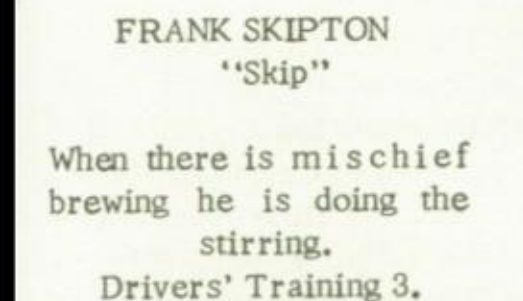 FRANK SKIPTON
“Skip”
When there is mischief
brewing he is doing the
stirring.
Drivers' Training 3.